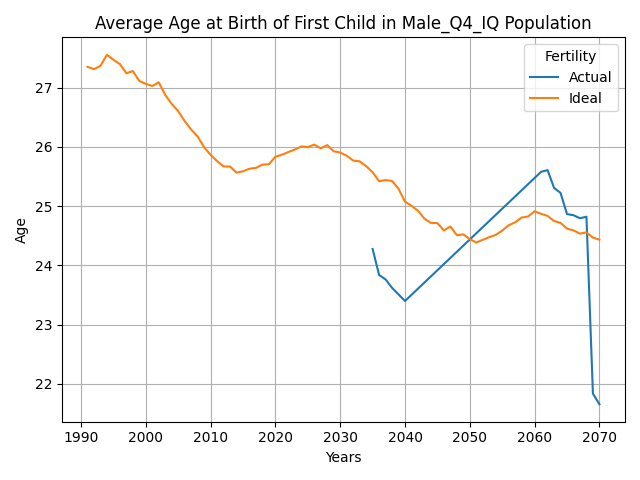 Average Age at Birth of First Child in Male_Q4_IQ Population
Fertility
Actual
Ideal
Age
27
26
25
24
23
22
1990 2000 2010 2020 2030 2040 2050 2060 2070
Years